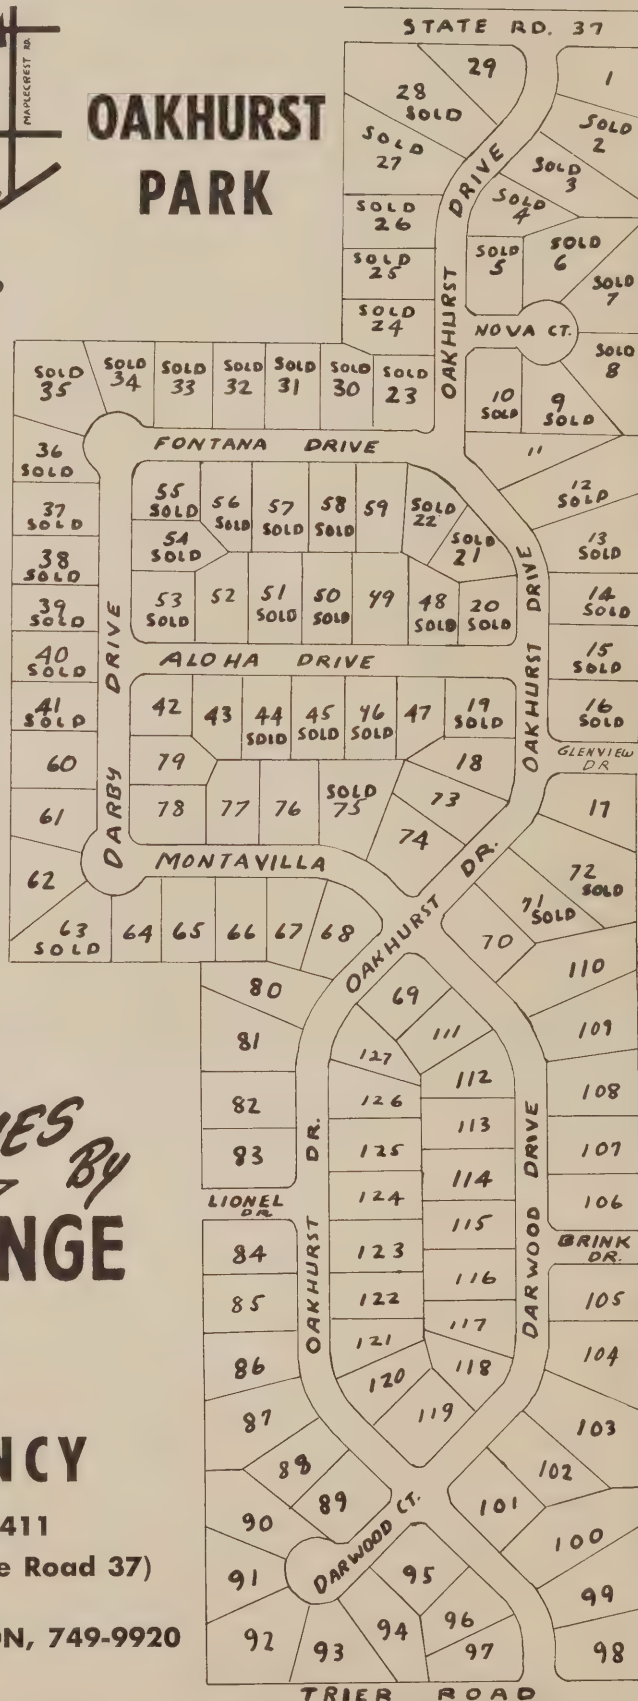 STATE RD. 37
MAPLECREST RD.
OAKHURST
PARK
29
1
28
SOLD
SOLD
2
SOLD
27
SOLD
3
DRIVE
SOLD
4
SOLD
26
SOLD
5
SOLD
6
SOLD
25
SOLD
7
OAKHURST
SOLD
24
NOVA CT.
SOLD
8
SOLD
35
SOLD
34
SOLD
33
SOLD
32
SOLD
31
SOLD
30
SOLD
23
10
SOLD
9
SOLD
11
FONTANA DRIVE
36
SOLD
12
SOLD
37
SOLD
55
SOLD
56
SOLD
57
SOLD
58
SOLD
59
SOLD
22
54
SOLD
SOLD
21
13
SOLD
38
SOLD
39
SOLD
53
SOLD
52
51
SOLD
50
SOLD
49
48
SOLD
20
SOLD
OAKHURST DRIVE
14
SOLD
DARBY DRIVE
ALOHA DRIVE
40
SOLD
15
SOLD
41
SOLD
42
43
44
SOLD
45
SOLD
46
SOLD
47
19
SOLD
16
SOLD
GLENVIEW
DR
60
79
18
61
78
77
76
SOLD
75
73
17
74
62
MONTAVILLA
OAKHURST DR.
72
SOLD
71
SOLD
63
SOLD
64
65
66
67
68
70
110
80
69
109
81
111
127
112
108
82
126
113
83
125
107
114
LIONEL
DR
124
106
115
OAKHURST DR.
DARWOOD DRIVE
BRINK
DR.
84
123
116
85
122
105
117
121
104
86
120
118
87
119
103
88
102
89
101
90
DARWOOD CT.
100
91
95
99
96
92
93
94
97
98
TRIER ROAD
By
NGE
NCY
411
e Road 37)
N, 749-9920